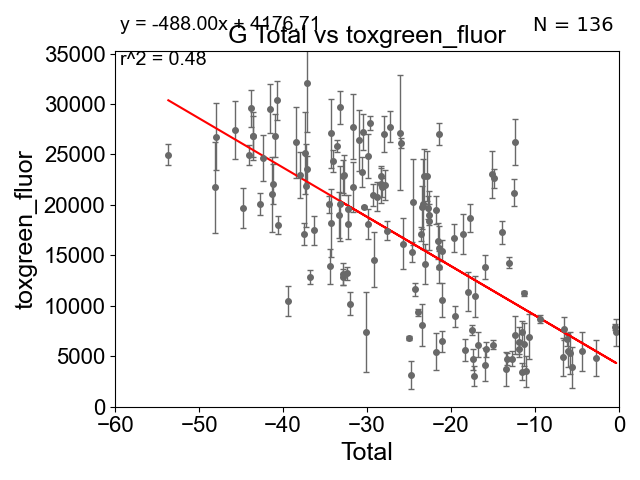 y = -488.00x + 4176.71
G Total vs toxgreen_fluor
N = 136
r^2 = 0.48
35000
30000
25000
20000
15000
10000
5000
0
toxgreen_fluor
−60 −50 −40 −30 −20 −10 0
Total